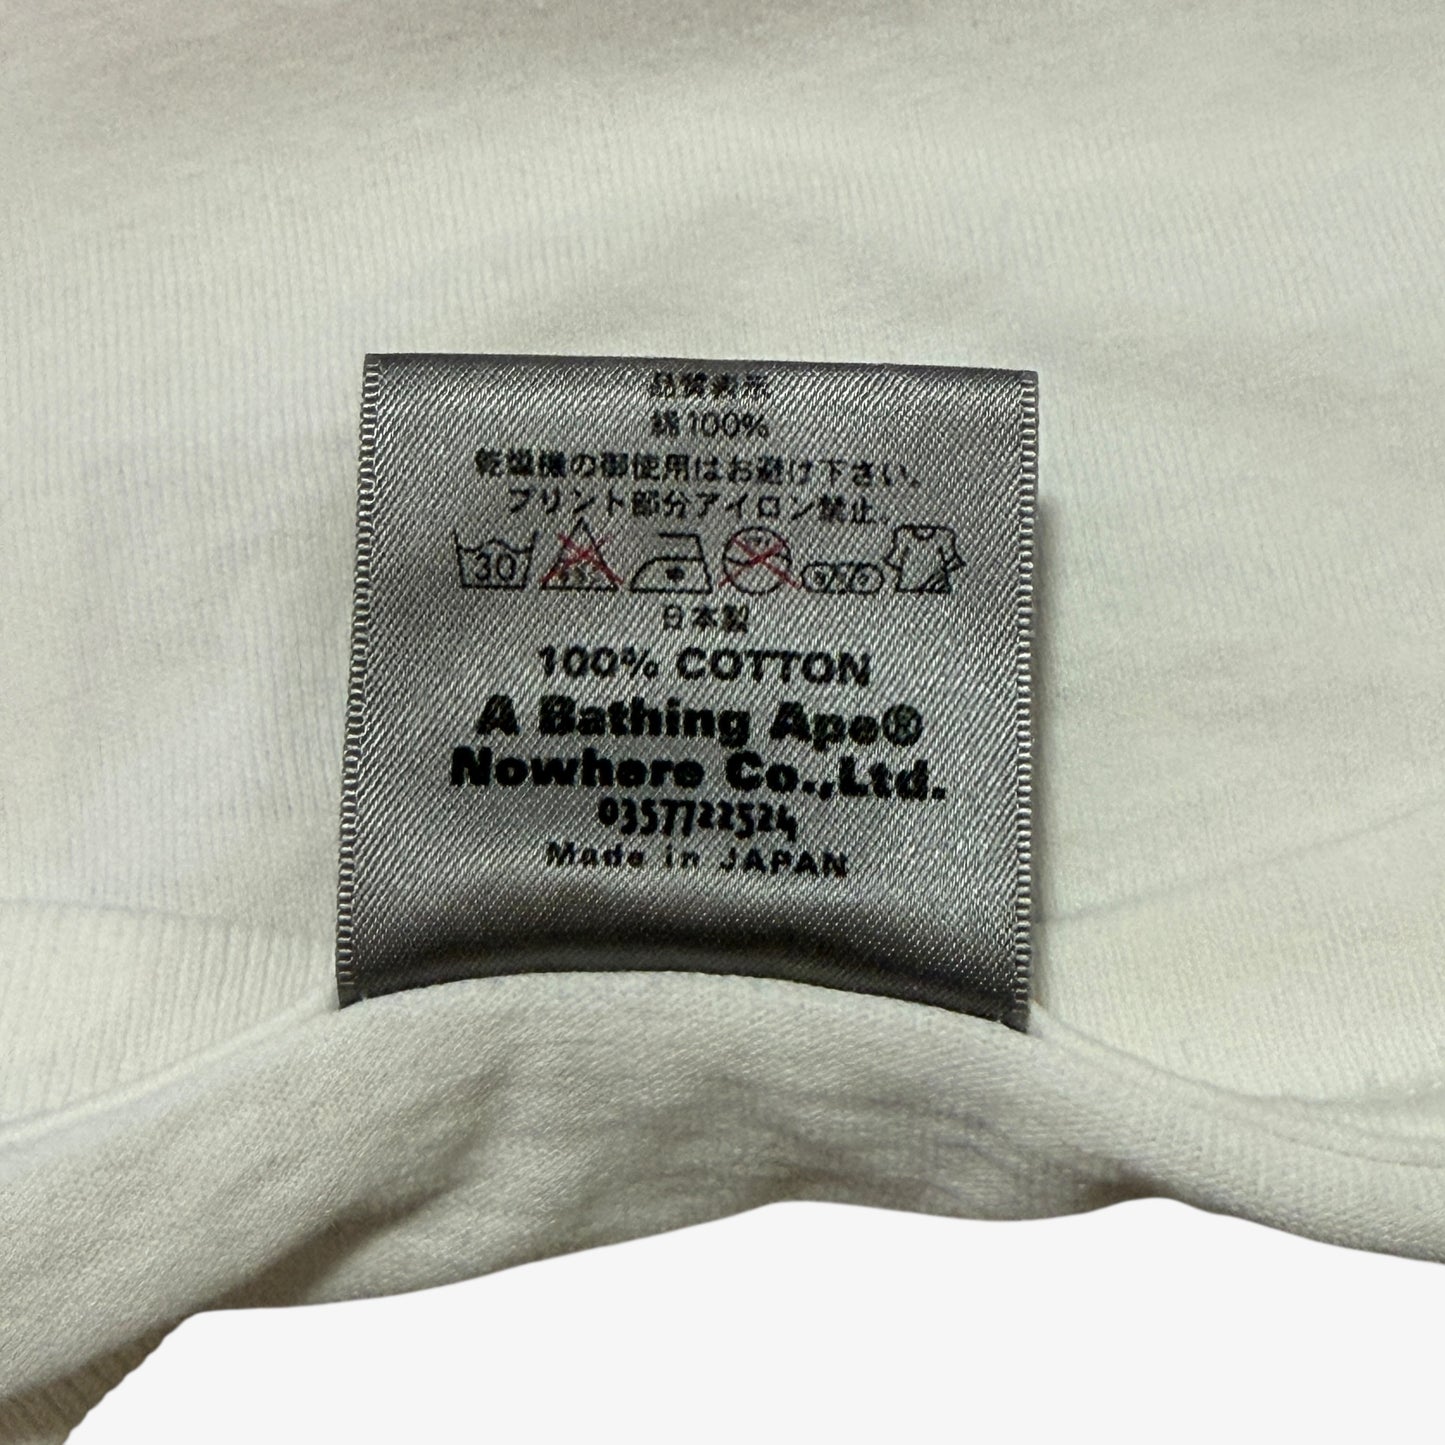 品質表示
綿100%
乾燥機の御使用はお避け下さい。
プリント部分アイロン禁止。
30
日本製
100% COTTON
A Bathing Ape®
Nowhere Co.,Ltd.
0357722524
Made in JAPAN